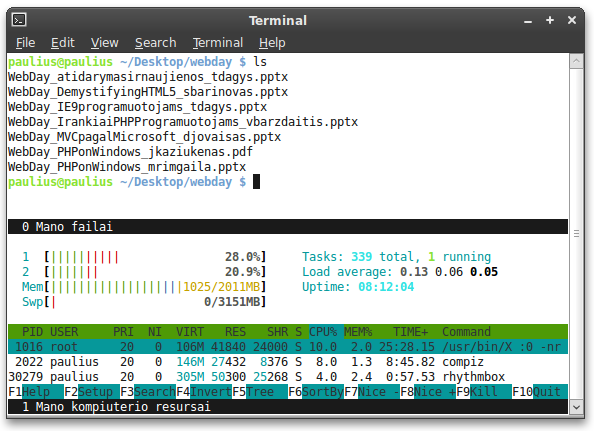 Terminal
File Edit View Search Terminal Help
paulius@paulius ~/Desktop/webday $ ls
WebDay_atidarymasirnaujienos_tdagys.pptx
WebDay_DemystifyingHTML5_sbarinovas.pptx
WebDay_IE9programuotojams_tdagys.pptx
WebDay_IrankiaiPHPProgramuotojams_vbarzdaitis.pptx
WebDay_MVCpagalMicrosoft_djovaisas.pptx
WebDay_PHPonWindows_jkaziukenas.pdf
WebDay_PHPonWindows_mrimgaila.pptx
paulius@paulius ~/Desktop/webday $
0 Mano failai
1 [|||||||||| 28.0%] Tasks: 339 total, 1 running
2 [||||||| 20.9%] Load average: 0.13 0.06 0.05
Mem[|||||||||||||||||||1025/2011MB] Uptime: 08:12:04
Swp[| 0/3151MB]
PID USER PRI NI VIRT RES SHR S CPU% MEM% TIME+ Command
1016 root 20 0 106M 41840 24000 S 10.0 2.0 25:28.15 /usr/bin/X :0 -nr
2022 paulius 20 0 146M 27432 8376 S 8.0 1.3 8:45.82 compiz
30279 paulius 20 0 305M 50300 25268 S 4.0 2.4 0:57.53 rhythmbox
F1Help F2Setup F3SearchF4InvertF5Tree F6SortByF7Nice -F8Nice +F9Kill F10Quit
1 Mano kompiuterio resursai